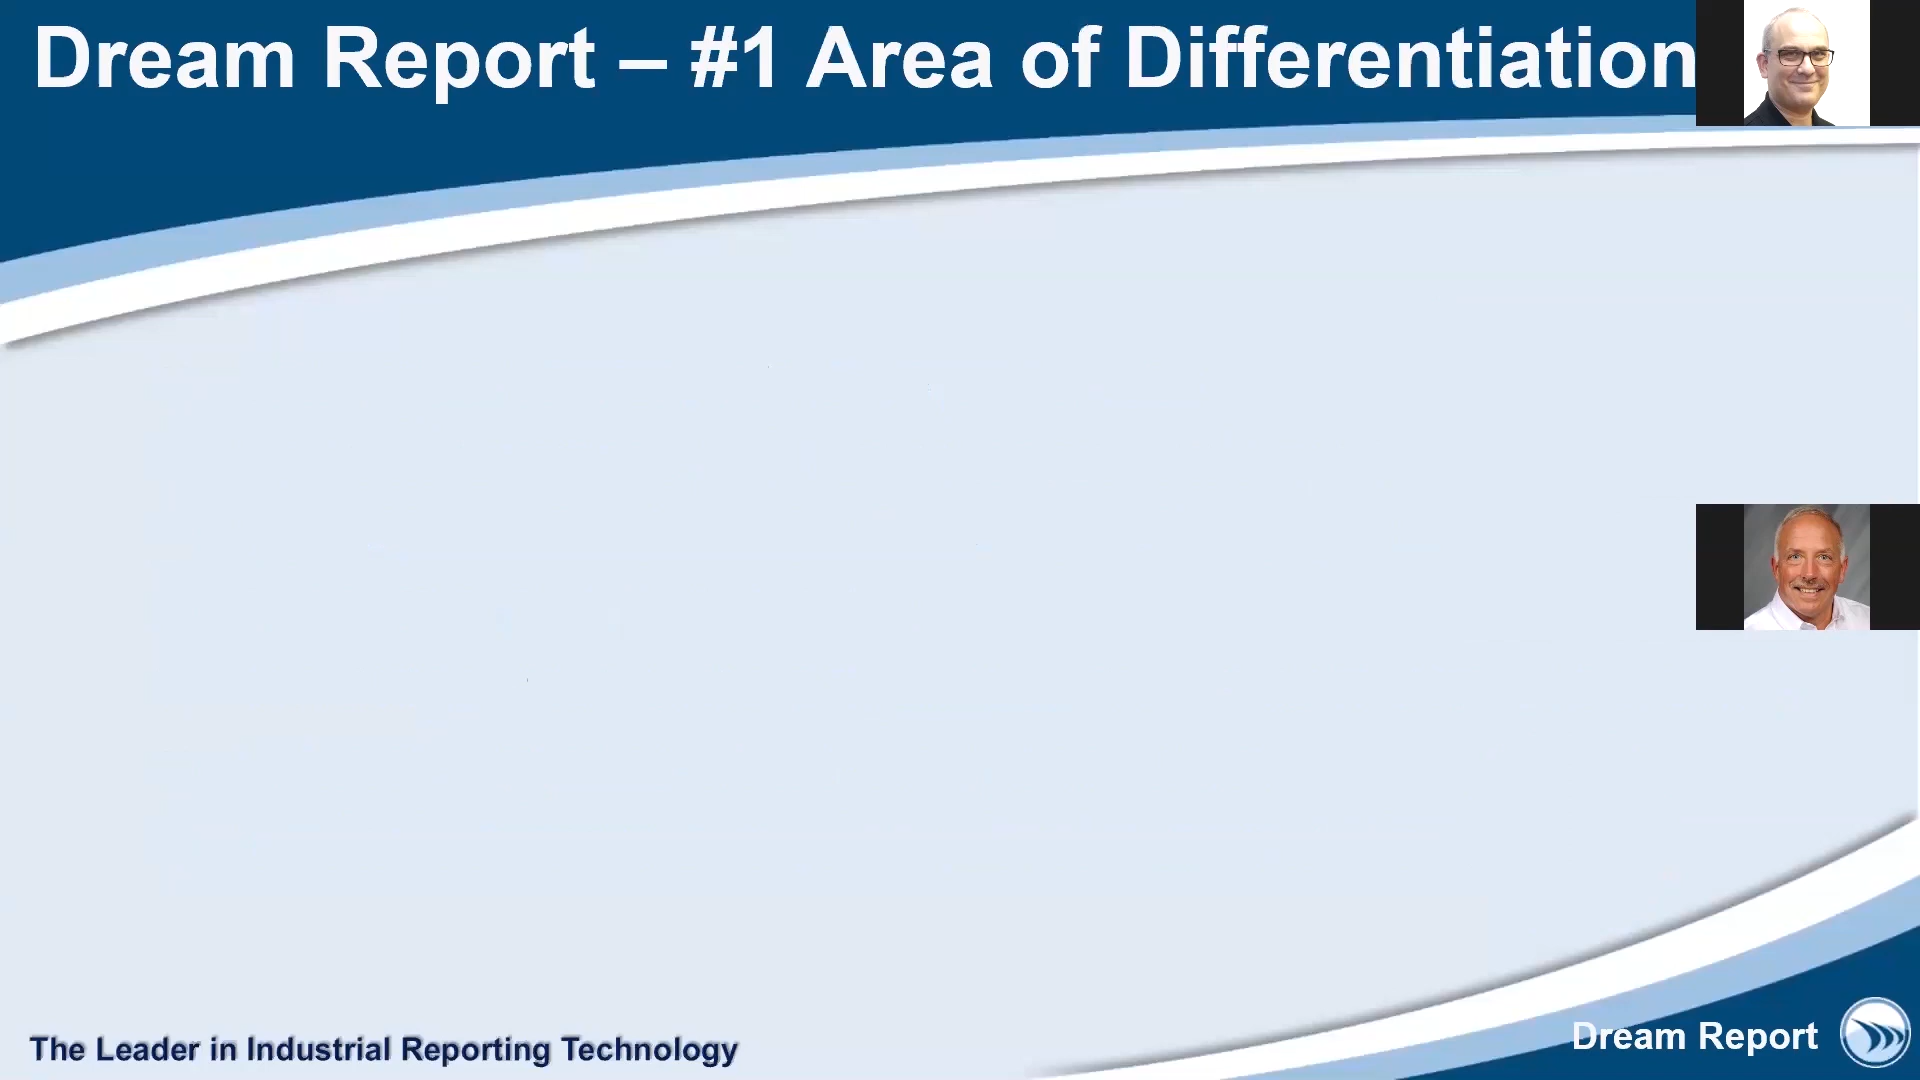 Dream Report – #1 Area of Differentiation
The Leader in Industrial Reporting Technology
Dream Report